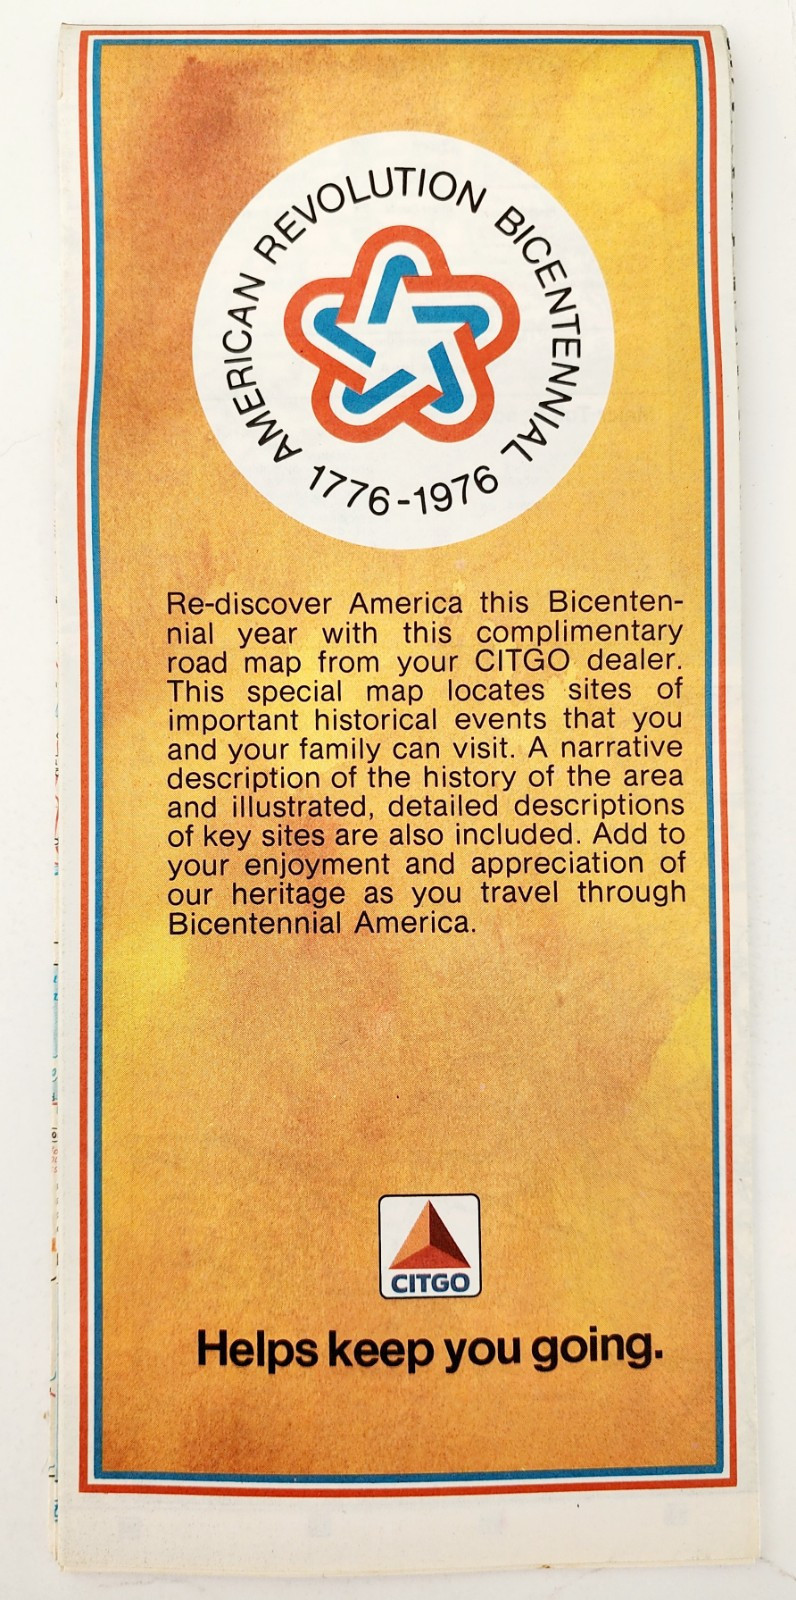 AMERICAN REVOLUTION BICENTENNIAL
1776-1976
Re-discover America this Bicenten-
nial year with this complimentary
road map from your CITGO dealer.
This special map locates sites of
important historical events that you
and your family can visit. A narrative
description of the history of the area
and illustrated, detailed descriptions
of key sites are also included. Add to
your enjoyment and appreciation of
our heritage as you travel through
Bicentennial America.
CITGO
Helps keep you going.